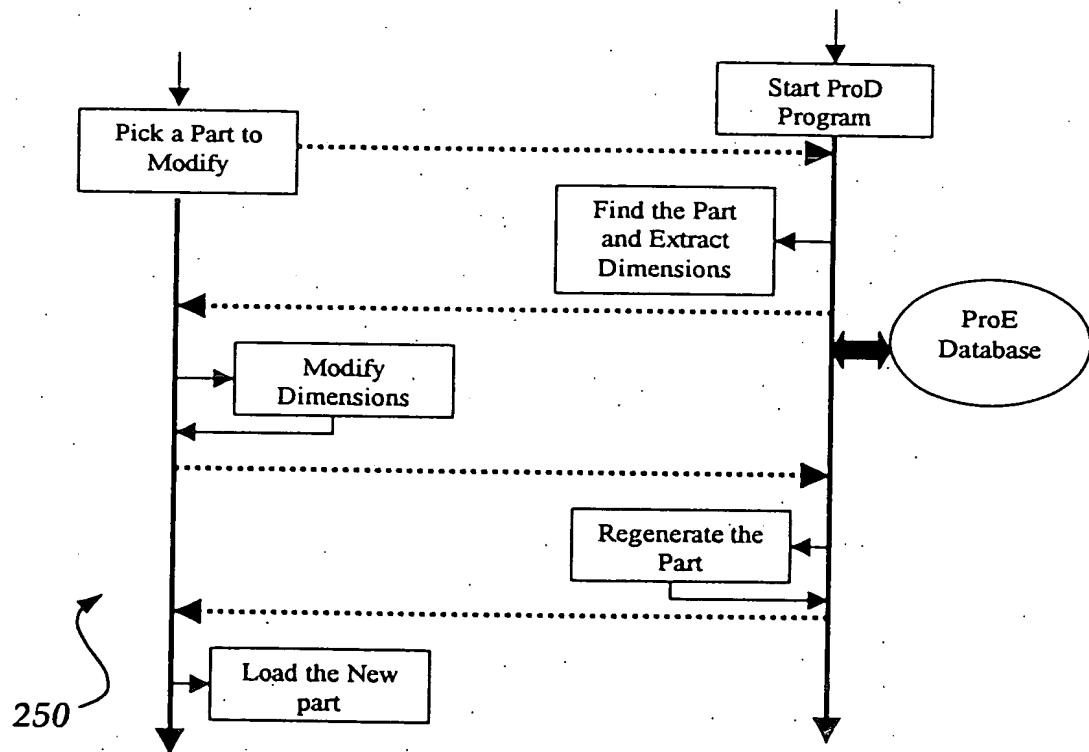 Start ProD
Program
Pick a Part to
Modify
Find the Part
and Extract
Dimensions
ProE
Database
Modify
Dimensions
Regenerate the
Part
Load the New
part
250